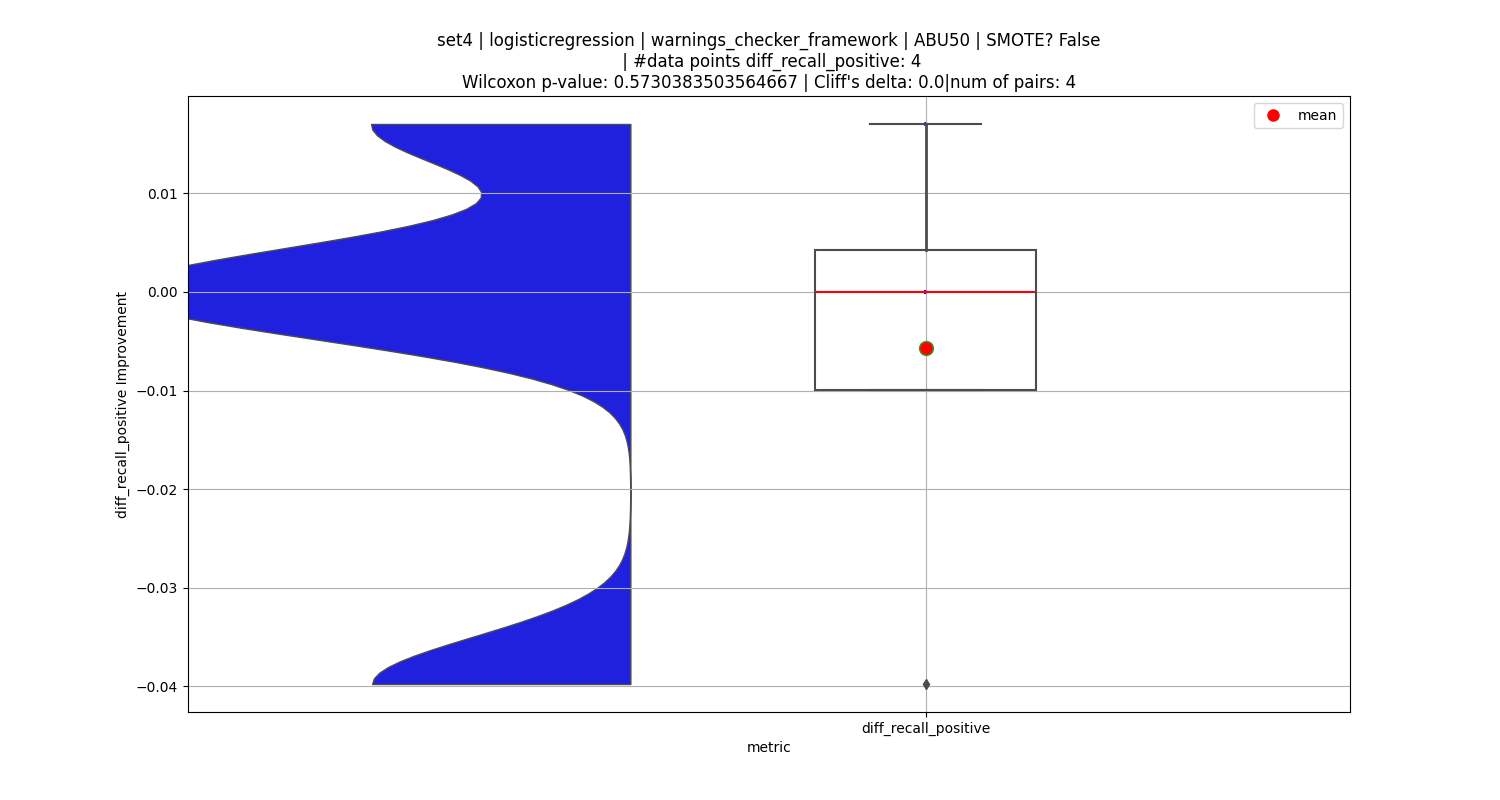 set4 | logisticregression | warnings_checker_framework | ABU50 | SMOTE? False
| #data points diff_recall_positive: 4
Wilcoxon p-value: 0.5730383503564667 | Cliff's delta: 0.0|num of pairs: 4
mean
0.01
0.00
−0.01
−0.02
−0.03
−0.04
diff_recall_positive Improvement
diff_recall_positive
metric